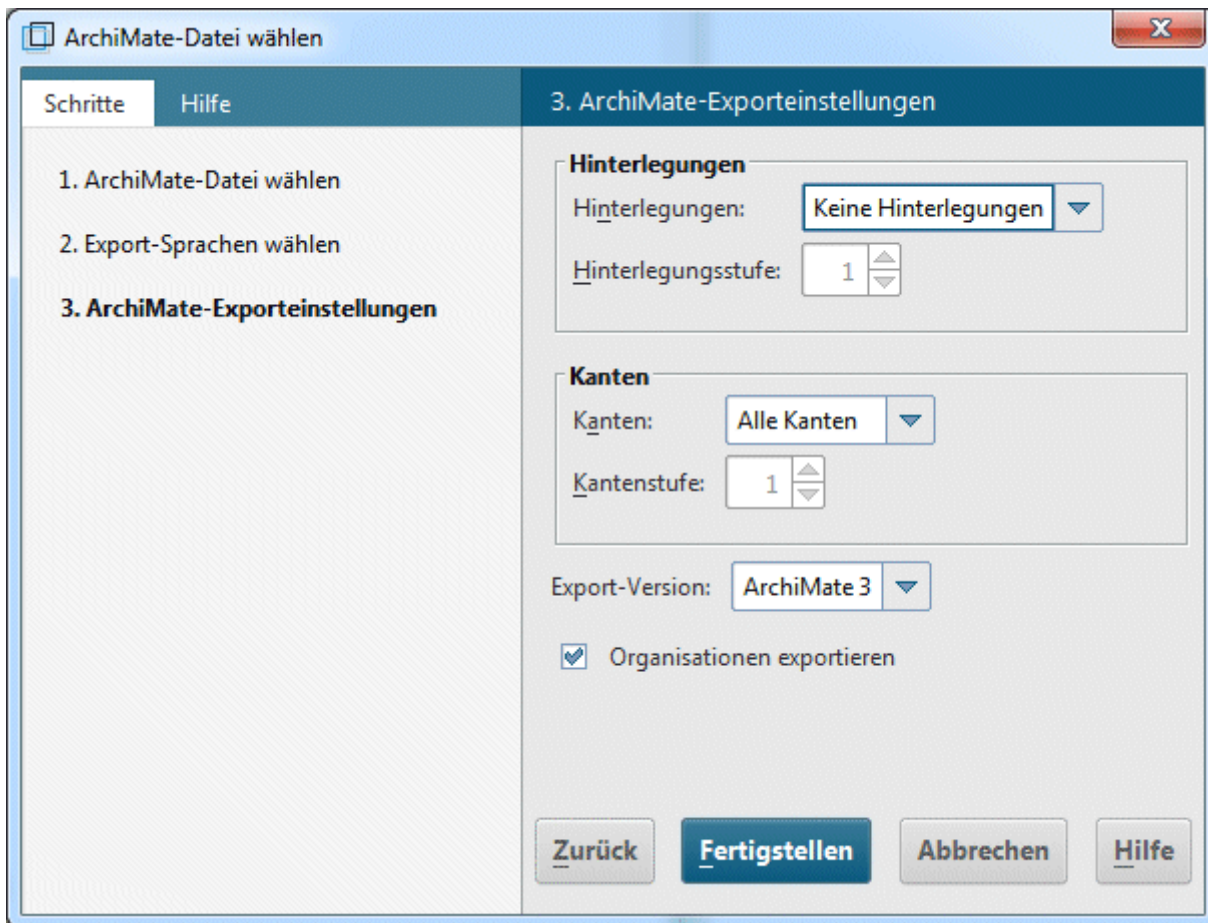 ArchiMate-Datei wählen
Schritte Hilfe
1. ArchiMate-Datei wählen
2. Export-Sprachen wählen
3. ArchiMate-Exporteinstellungen
3. ArchiMate-Exporteinstellungen
Hinterlegungen
Hinterlegungen: Keine Hinterlegungen
Hinterlegungsstufe: 1
Kanten
Kanten: Alle Kanten
Kantenstufe: 1
Export-Version: ArchiMate 3
Organisationen exportieren
Zurück Fertigstellen Abbrechen Hilfe